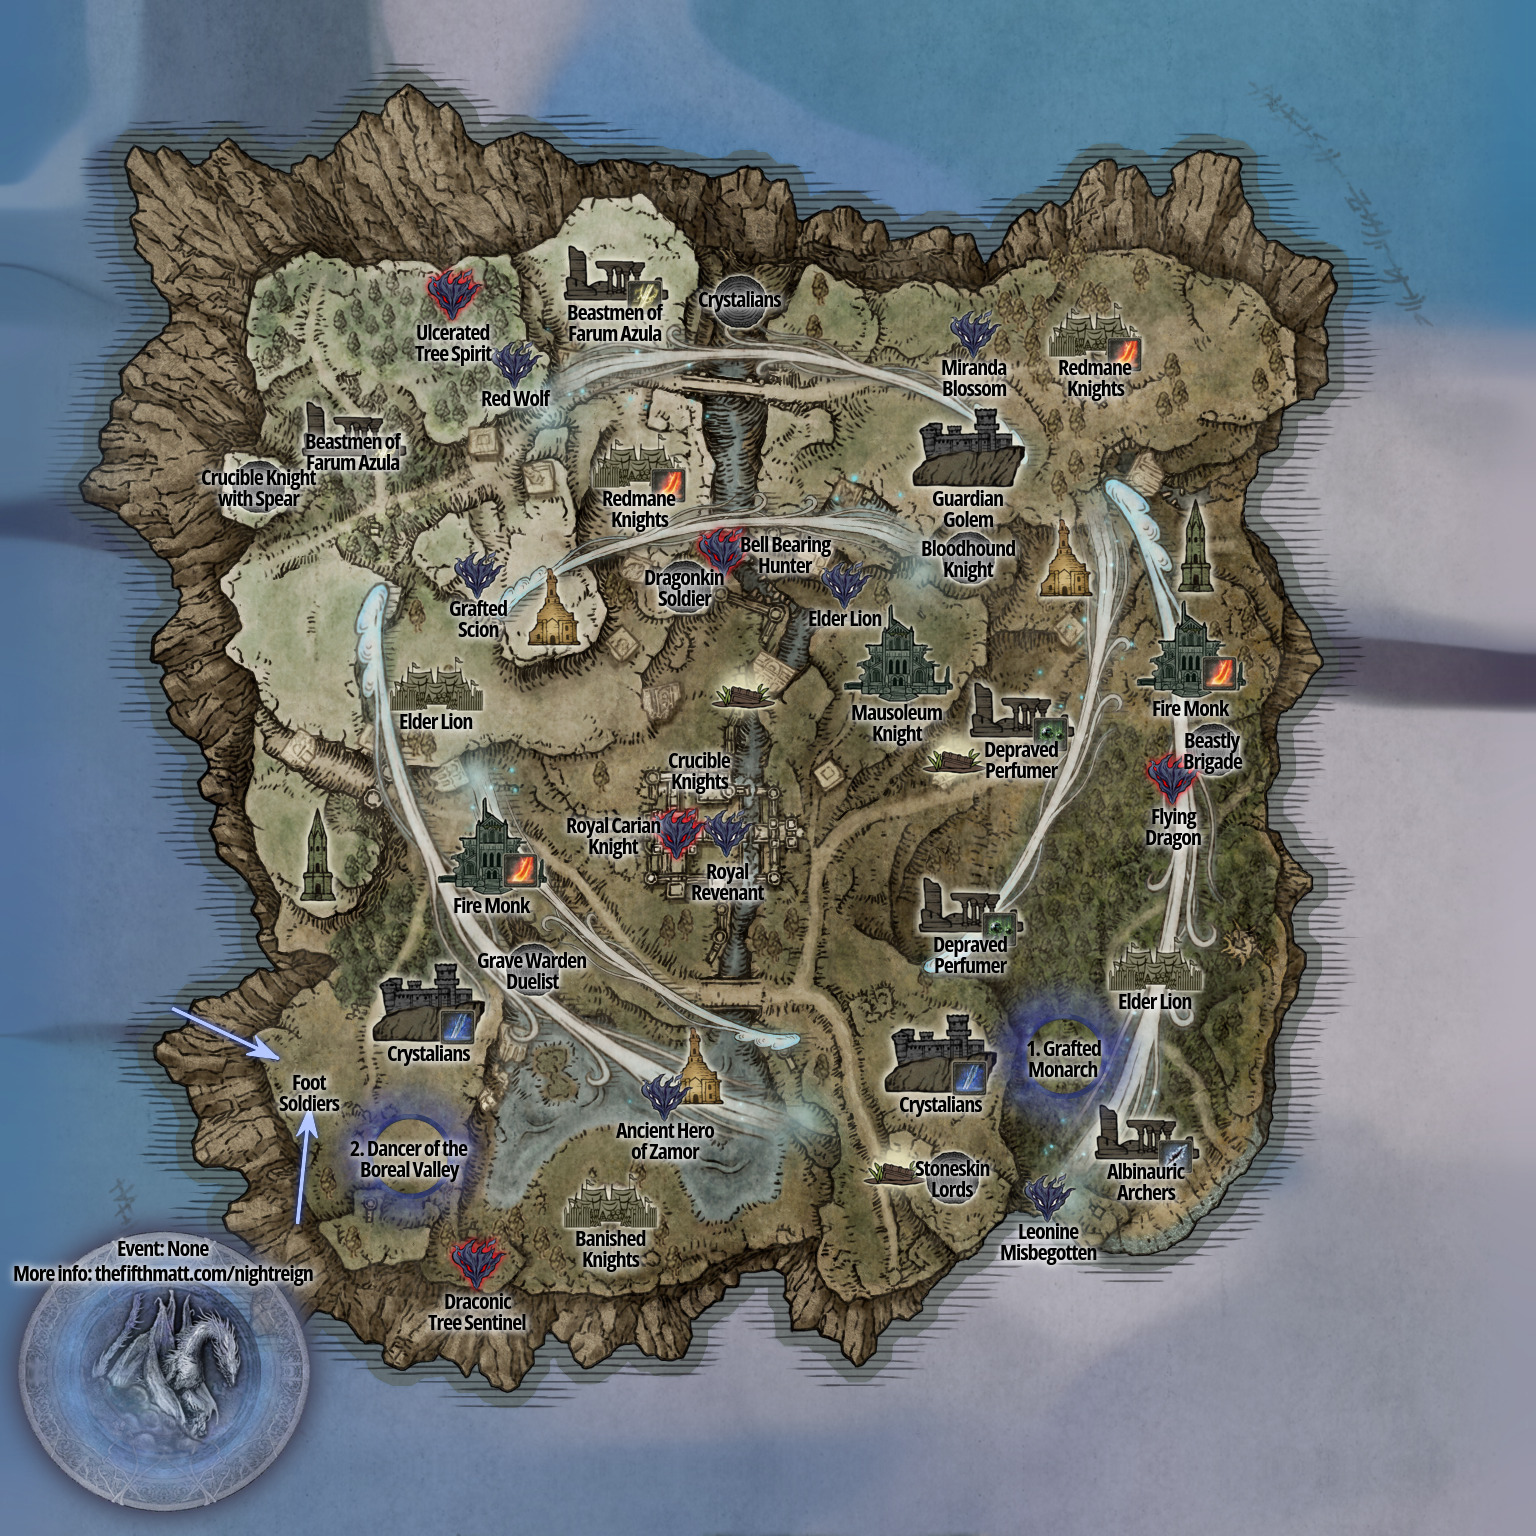 Crystalians
Beastmen of
Farum Azula
Ulcerated
Tree Spirit
Red Wolf
Miranda
Blossom
Redmane
Knights
Beastmen of
Farum Azula
Crucible Knight
with Spear
Redmane
Knights
Guardian
Golem
Bell Bearing
Hunter
Bloodhound
Knight
Dragonkin
Soldier
Grafted
Scion
Elder Lion
Elder Lion
Mausoleum
Knight
Fire Monk
Depraved
Perfumer
Beastly
Brigade
Crucible
Knights
Royal Carian
Knight
Flying
Dragon
Royal
Revenant
Fire Monk
Grave Warden
Duelist
Depraved
Perfumer
Elder Lion
Crystalians
1. Grafted
Monarch
Foot
Soldiers
Crystalians
Ancient Hero
of Zamor
2. Dancer of the
Boreal Valley
Stoneskin
Lords
Albinauric
Archers
Banished
Knights
Leonine
Misbegotten
Draconic
Tree Sentinel
Event: None
More info: thefifthmatt.com/nightreign